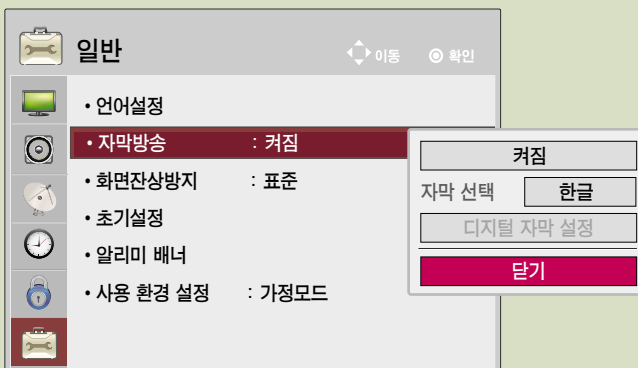 일반 이동 ◉ 확인
• 언어설정
• 자막방송 : 켜짐
• 화면잔상방지 : 표준
• 초기설정
• 알리미 배너
• 사용 환경 설정 : 가정모드
켜짐
자막 선택 한글
디지털 자막 설정
닫기